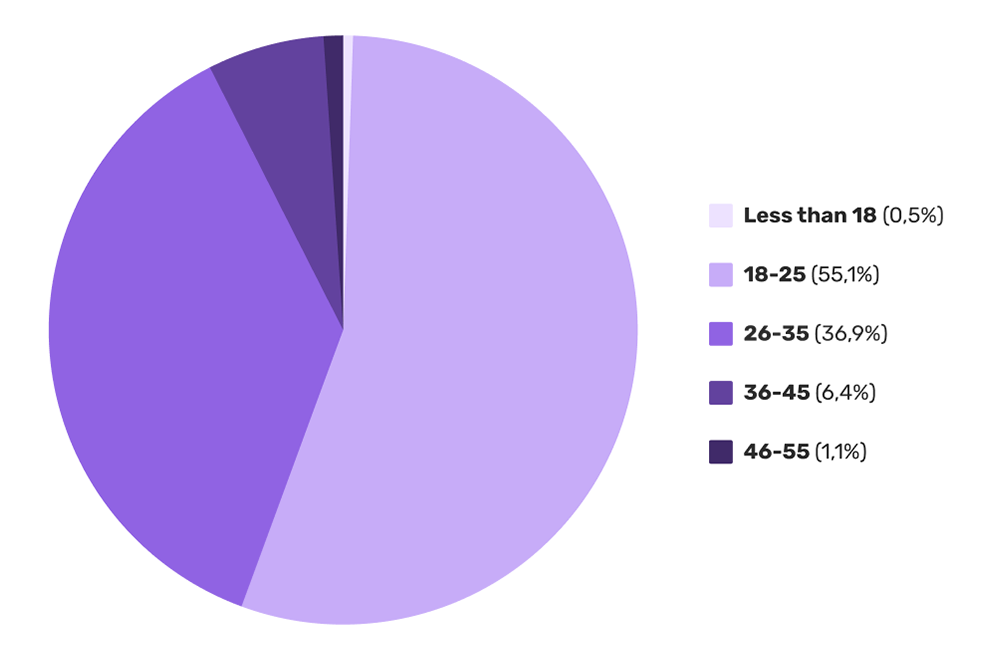 Less than 18 (0,5%)
18-25 (55,1%)
26-35 (36,9%)
36-45 (6,4%)
46-55 (1,1%)